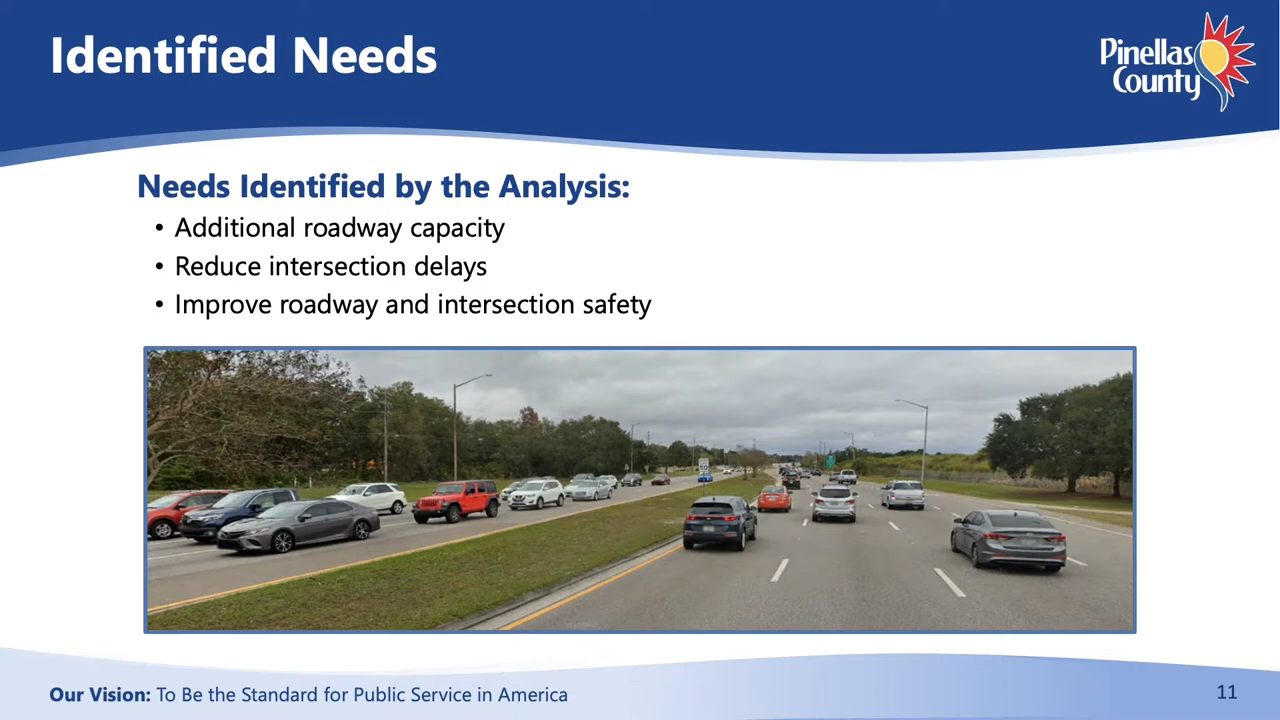 Identified Needs
Pinellas
County
Needs Identified by the Analysis:
• Additional roadway capacity
• Reduce intersection delays
• Improve roadway and intersection safety
Our Vision: To Be the Standard for Public Service in America
11